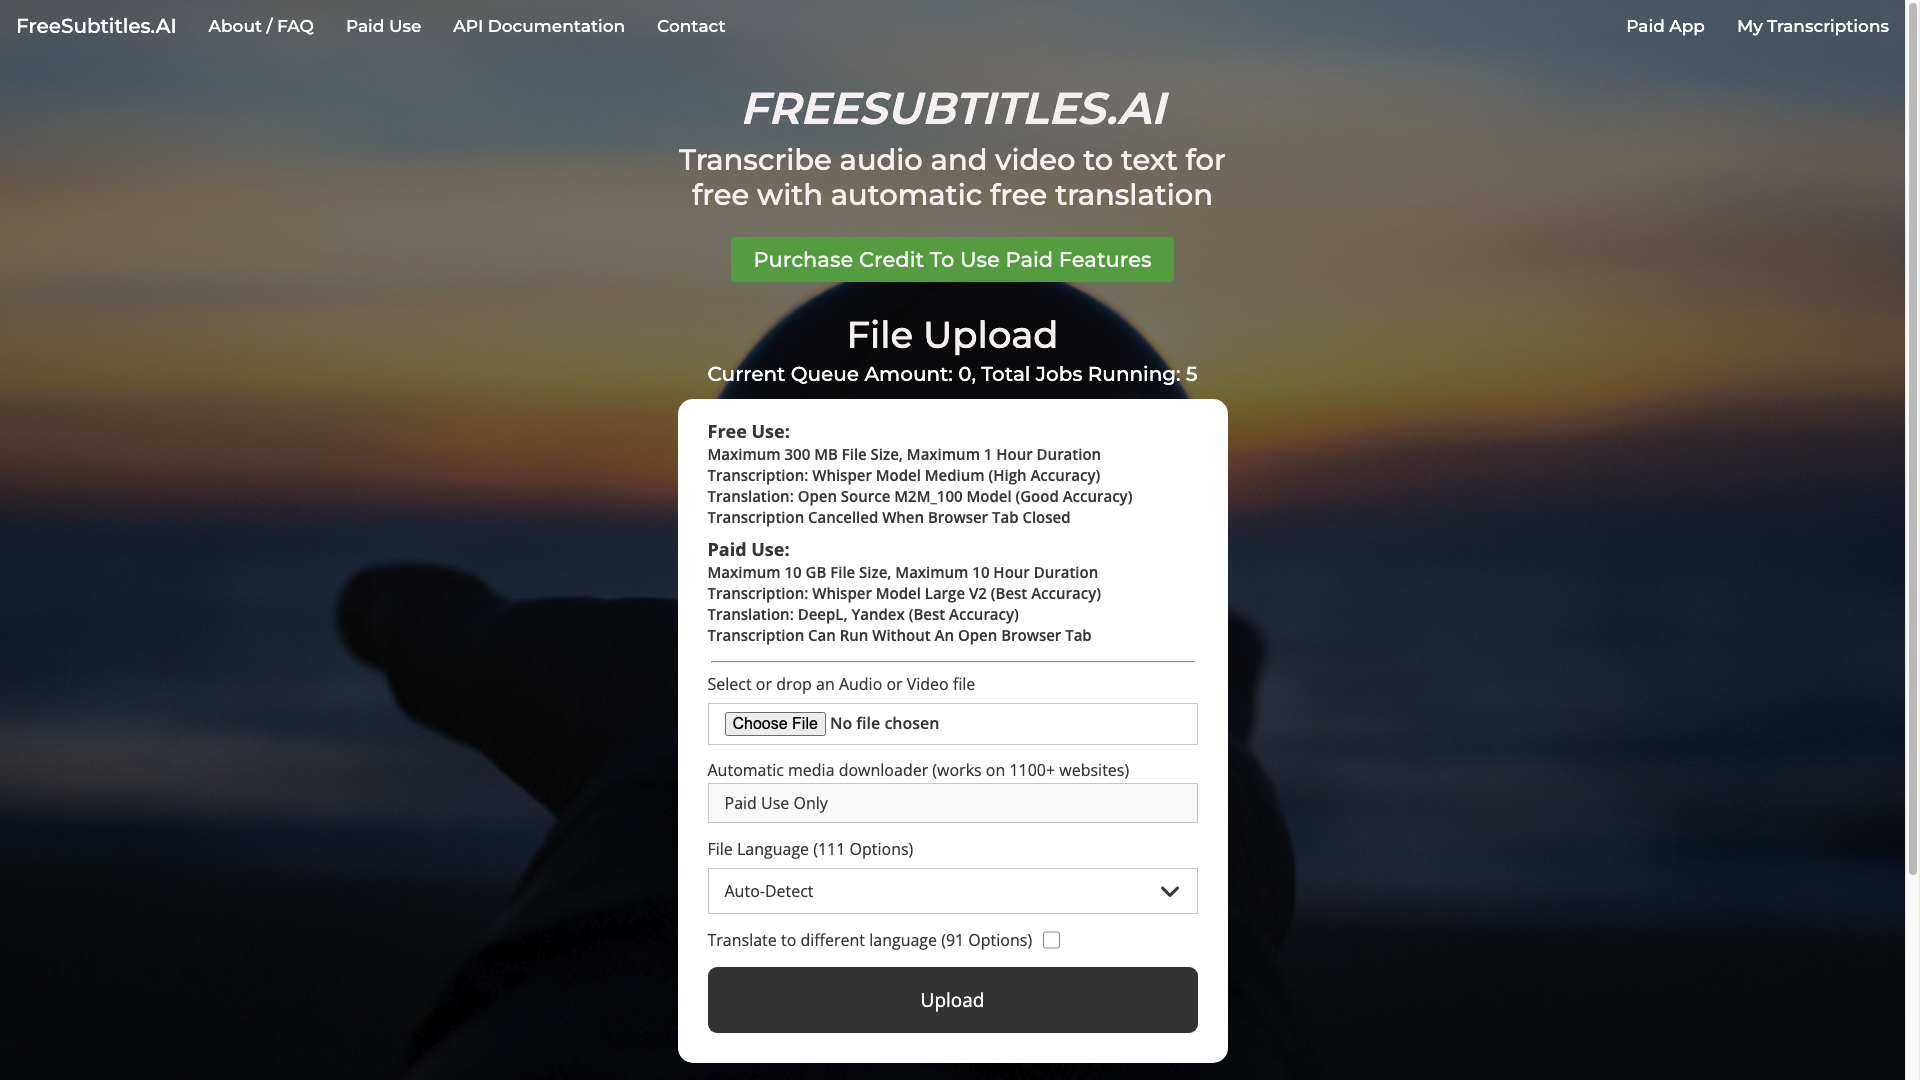 FreeSubtitles.AI
About / FAQ
Paid Use
API Documentation
Contact
Paid App
My Transcriptions
FREESUBTITLES.AI
Transcribe audio and video to text for
free with automatic free translation
Purchase Credit To Use Paid Features
File Upload
Current Queue Amount: 0, Total Jobs Running: 5
Free Use:
Maximum 300 MB File Size, Maximum 1 Hour Duration
Transcription: Whisper Model Medium (High Accuracy)
Translation: Open Source M2M_100 Model (Good Accuracy)
Transcription Cancelled When Browser Tab Closed
Paid Use:
Maximum 10 GB File Size, Maximum 10 Hour Duration
Transcription: Whisper Model Large V2 (Best Accuracy)
Translation: DeepL, Yandex (Best Accuracy)
Transcription Can Run Without An Open Browser Tab
Select or drop an Audio or Video file
Choose File No file chosen
Automatic media downloader (works on 1100+ websites)
Paid Use Only
File Language (111 Options)
Auto-Detect
Translate to different language (91 Options)
Upload